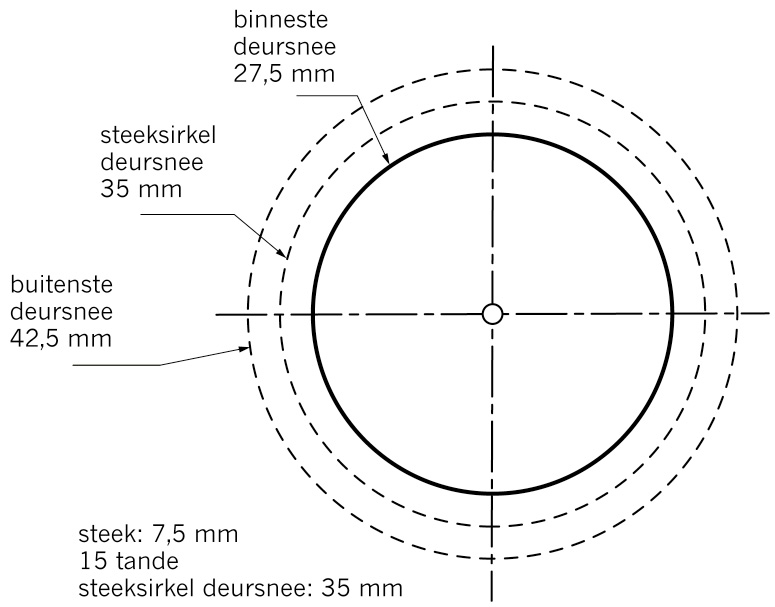 binneste
deursnee
27,5 mm
steeksirkel
deursnee
35 mm
buitenste
deursnee
42,5 mm
steek: 7,5 mm
15 tande
steeksirkel deursnee: 35 mm